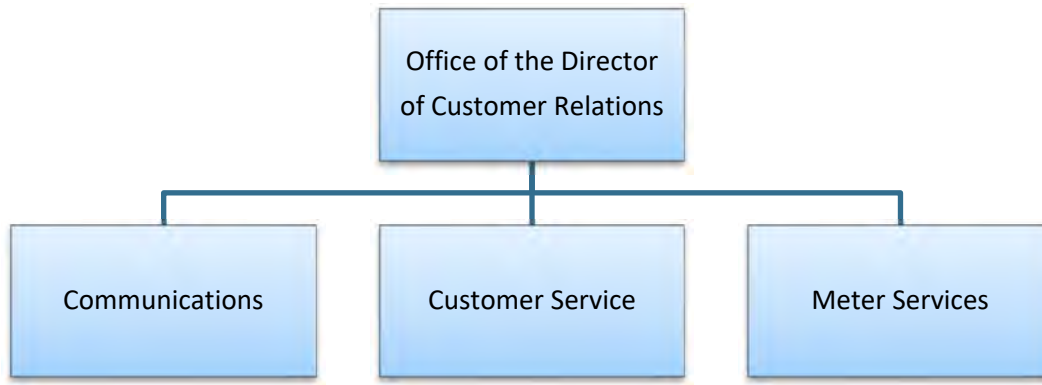 Office of the Director
of Customer Relations
Communications
Customer Service
Meter Services